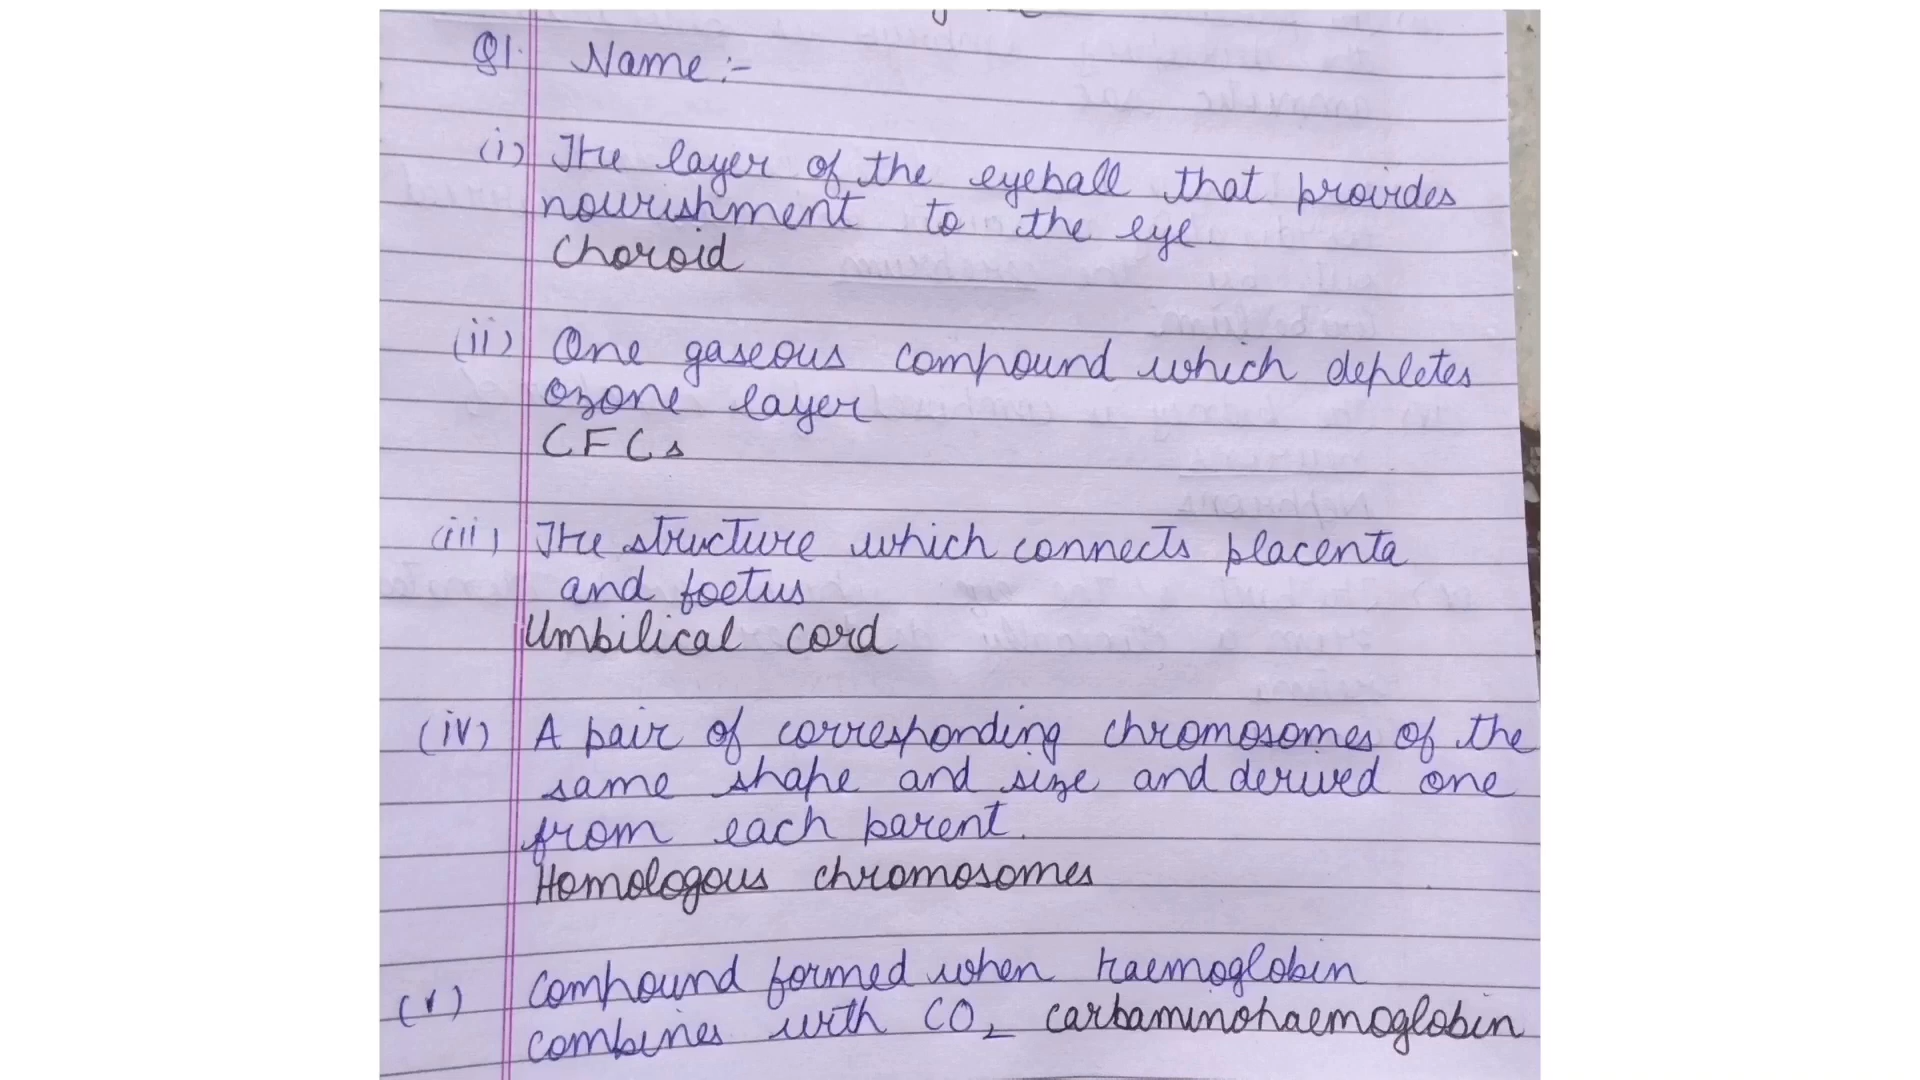 Q1. Name :-
(i) The layer of the eyeball that provides
nourishment to the eye
Choroid
(ii) One gaseous compound which depletes
ozone layer
CFCs
(iii) The structure which connects placenta
and foetus
Umbilical cord
(iv) A pair of corresponding chromosomes of the
same shape and size and derived one
from each parent.
Homologous chromosomes
(v) Compound formed when haemoglobin
combines with CO₂ carbaminohaemoglobin